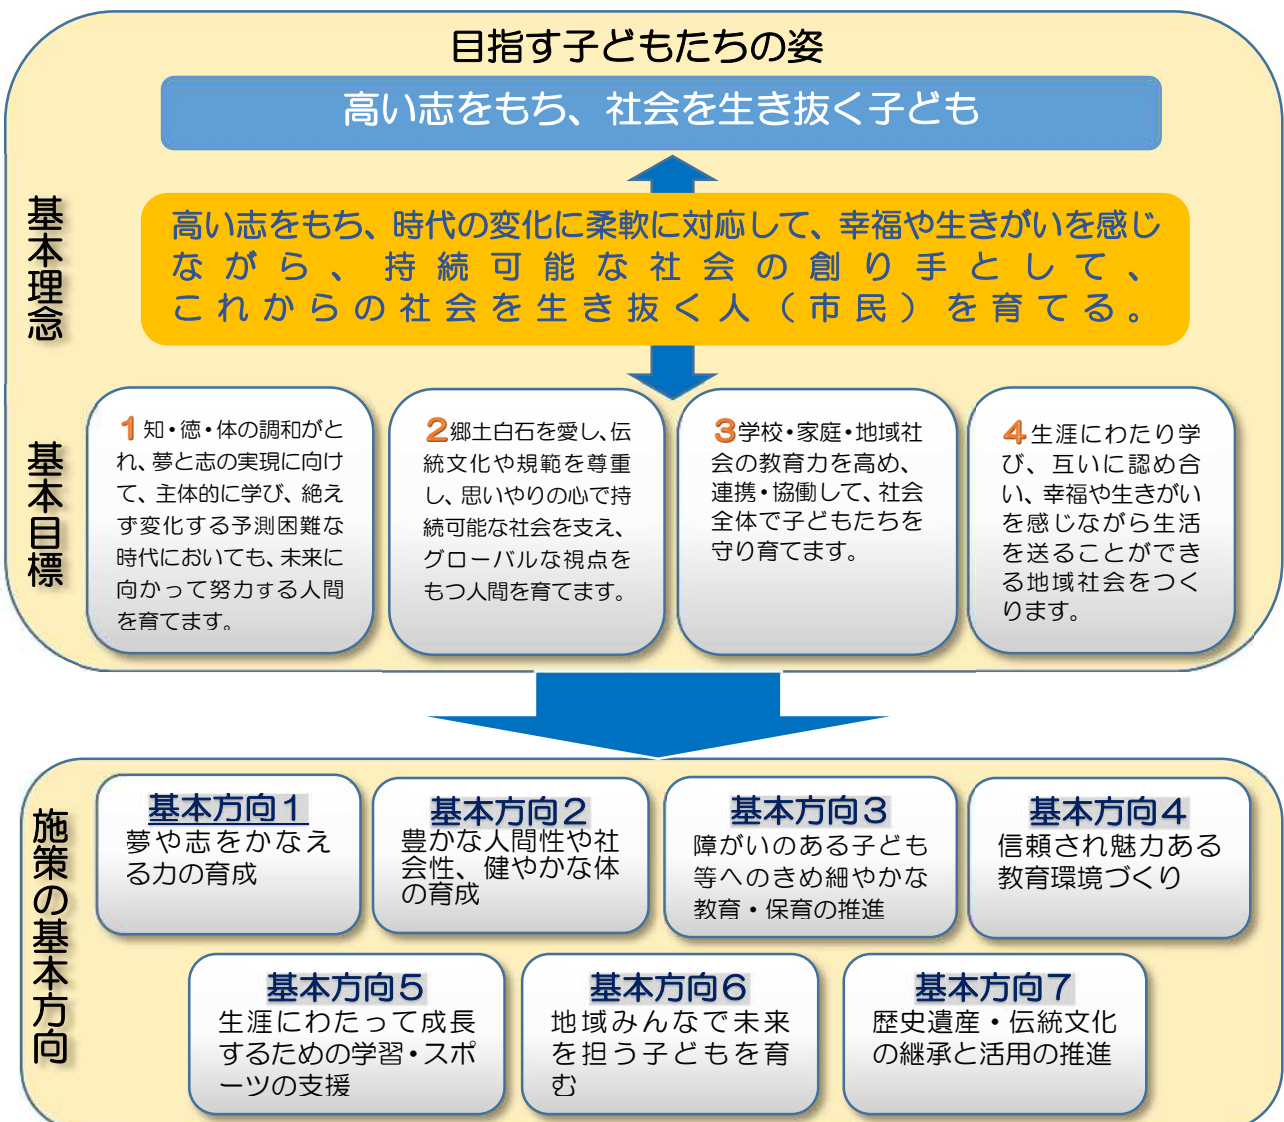 目指す子どもたちの姿
高い志をもち、社会を生き抜く子ども
基本理念
高い志をもち、時代の変化に柔軟に対応して、幸福や生きがいを感じ
ながら、持続可能な社会の創り手として、
これからの社会を生き抜く人（市民）を育てる。
基本目標
1 知・徳・体の調和がと
れ、夢と志の実現に向け
て、主体的に学び、絶え
ず変化する予測困難な
時代においても、未来に
向かって努力する人間
を育てます。
2郷土白石を愛し、伝
統文化や規範を尊重
し、思いやりの心で持
続可能な社会を支え、
グローバルな視点を
もつ人間を育てます。
3学校・家庭・地域社
会の教育力を高め、
連携・協働して、社会
全体で子どもたちを
守り育てます。
4生涯にわたり学
び、互いに認め合
い、幸福や生きがい
を感じながら生活
を送ることができ
る地域社会をつく
ります。
施策の基本方向
基本方向１
夢や志をかなえ
る力の育成
基本方向２
豊かな人間性や社
会性、健やかな体
の育成
基本方向３
障がいのある子ども
等へのきめ細やかな
教育・保育の推進
基本方向４
信頼され魅力ある
教育環境づくり
基本方向５
生涯にわたって成長
するための学習・スポ
ーツの支援
基本方向６
地域みんなで未来
を担う子どもを育
む
基本方向７
歴史遺産・伝統文化
の継承と活用の推進